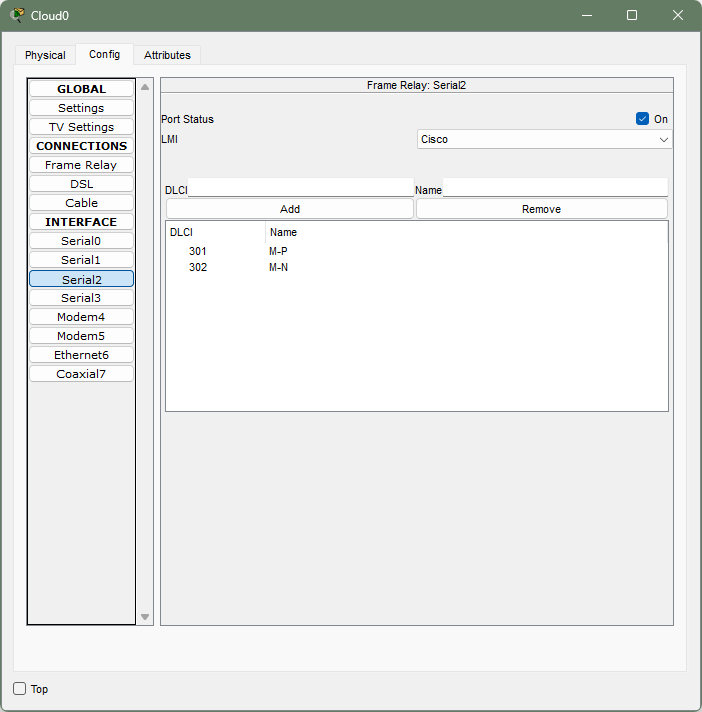 Cloud0
Physical Config Attributes
GLOBAL
Settings
TV Settings
CONNECTIONS
Frame Relay
DSL
Cable
INTERFACE
Serial0
Serial1
Serial2
Serial3
Modem4
Modem5
Ethernet6
Coaxial7
Frame Relay: Serial2
Port Status On
LMI Cisco
DLCI Name
Add Remove
DLCI Name
301 M-P
302 M-N
Top